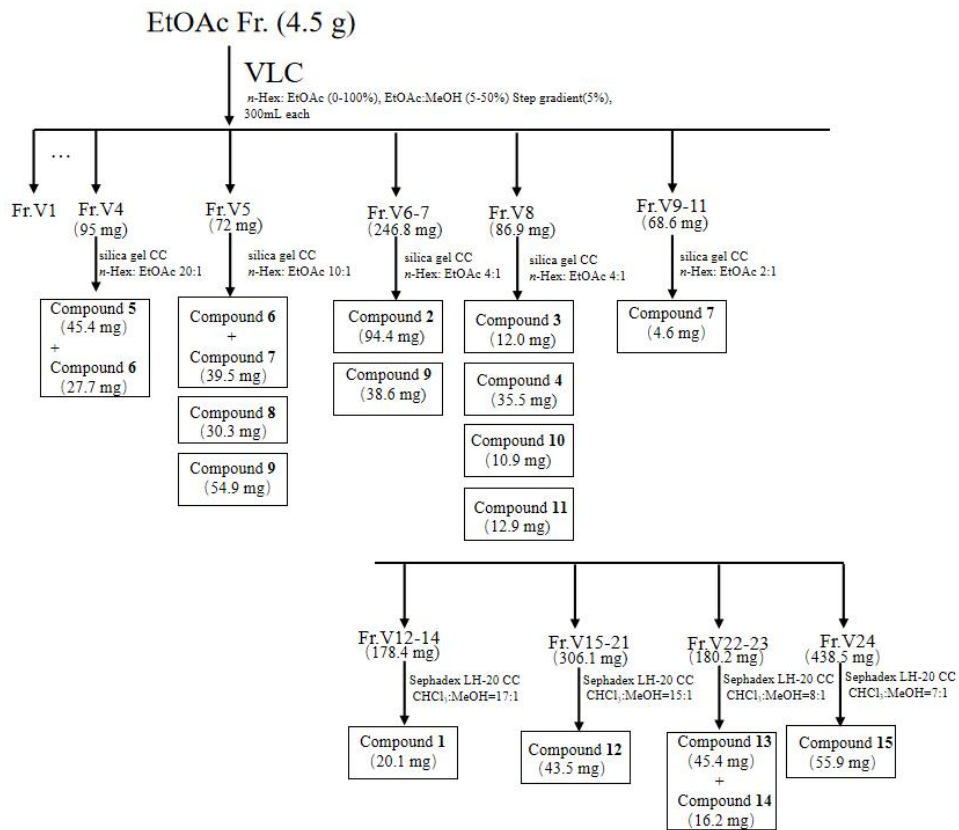 EtOAc Fr. (4.5 g)
VLC
n-Hex: EtOAc (0-100%), EtOAc:MeOH (5-50%) Step gradient(5%),
300mL each
…
Fr.V1
Fr.V4
(95 mg)
silica gel CC
n-Hex: EtOAc 20:1
Compound 5
(45.4 mg)
+
Compound 6
(27.7 mg)
Fr.V5
(72 mg)
silica gel CC
n-Hex: EtOAc 10:1
Compound 6
+
Compound 7
(39.5 mg)
Compound 8
(30.3 mg)
Compound 9
(54.9 mg)
Fr.V6-7
(246.8 mg)
silica gel CC
n-Hex: EtOAc 4:1
Compound 2
(94.4 mg)
Compound 9
(38.6 mg)
Fr.V8
(86.9 mg)
silica gel CC
n-Hex: EtOAc 4:1
Compound 3
(12.0 mg)
Compound 4
(35.5 mg)
Compound 10
(10.9 mg)
Compound 11
(12.9 mg)
Fr.V9-11
(68.6 mg)
silica gel CC
n-Hex: EtOAc 2:1
Compound 7
(4.6 mg)
Fr.V12-14
(178.4 mg)
Sephadex LH-20 CC
CHCl₃:MeOH=17:1
Compound 1
(20.1 mg)
Fr.V15-21
(306.1 mg)
Sephadex LH-20 CC
CHCl₃:MeOH=15:1
Compound 12
(43.5 mg)
Fr.V22-23
(180.2 mg)
Sephadex LH-20 CC
CHCl₃:MeOH=8:1
Compound 13
(45.4 mg)
+
Compound 14
(16.2 mg)
Fr.V24
(438.5 mg)
Sephadex LH-20 CC
CHCl₃:MeOH=7:1
Compound 15
(55.9 mg)